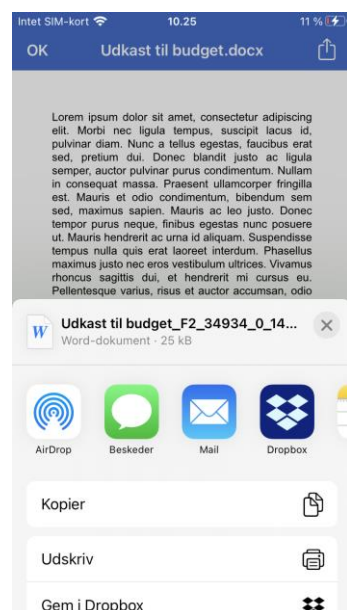 Intet SIM-kort 10.25 11 %
OK Udkast til budget.docx
Lorem ipsum dolor sit amet, consectetur adipiscing
elit. Morbi nec ligula tempus, suscipit lacus id,
pulvinar diam. Nunc a tellus egestas, faucibus erat
sed, pretium dui. Donec blandit justo ac ligula
semper, auctor pulvinar purus condimentum. Nullam
in consequat massa. Praesent ullamcorper fringilla
est. Mauris et odio condimentum, bibendum sem
sed, maximus sapien. Mauris ac leo justo. Donec
tempor purus neque, finibus egestas nunc posuere
ut. Mauris hendrerit ac urna id aliquam. Suspendisse
tempus nulla quis erat laoreet interdum. Phasellus
maximus justo nec eros vestibulum ultrices. Vivamus
rhoncus sagittis dui, et hendrerit mi cursus eu.
Pellentesque varius, risus et auctor accumsan, odio
W Udkast til budget_F2_34934_0_14...
Word-dokument · 25 kB
AirDrop Beskeder Mail Dropbox
Kopier
Udskriv
Gem i Dropbox